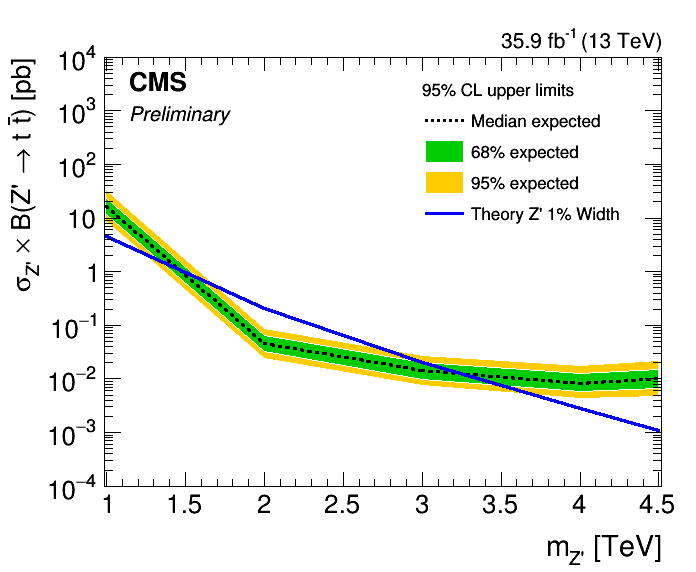 35.9 fb⁻¹ (13 TeV)
CMS
Preliminary
95% CL upper limits
Median expected
68% expected
95% expected
Theory Z' 1% Width
σ_Z' × B(Z' → t t̄) [pb]
10⁴
10³
10²
10
1
10⁻¹
10⁻²
10⁻³
10⁻⁴
1 1.5 2 2.5 3 3.5 4 4.5
m_Z' [TeV]